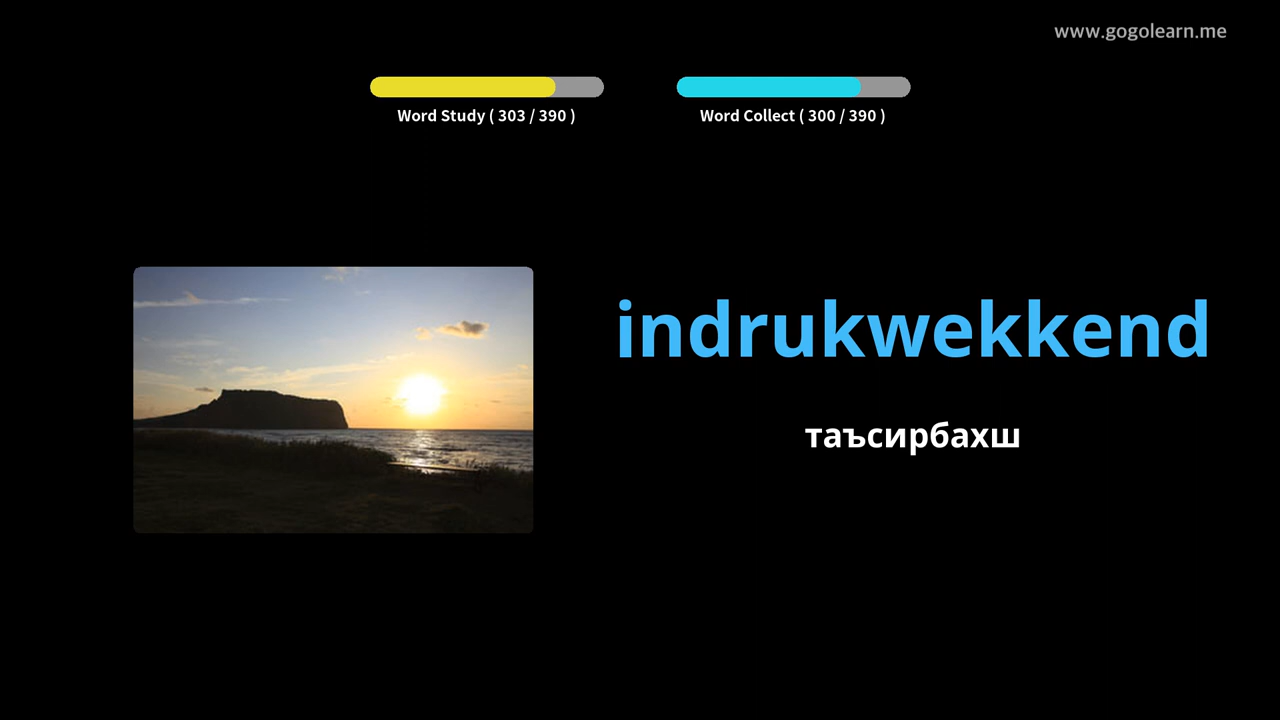 www.gogolearn.me
Word Study ( 303 / 390 )
Word Collect ( 300 / 390 )
indrukwekkend
таъсирбахш